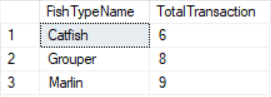 FishTypeName TotalTransaction
1 Catfish 6
2 Grouper 8
3 Marlin 9